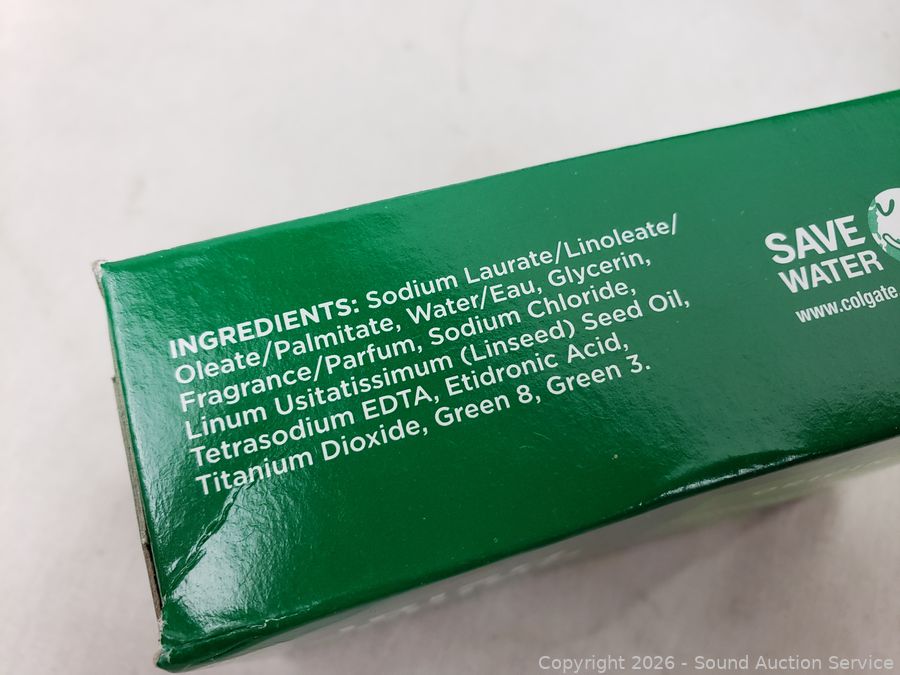 INGREDIENTS: Sodium Laurate/Linoleate/
Oleate/Palmitate, Water/Eau, Glycerin,
Fragrance/Parfum, Sodium Chloride,
Linum Usitatissimum (Linseed) Seed Oil,
Tetrasodium EDTA, Etidronic Acid,
Titanium Dioxide, Green 8, Green 3.
SAVE
WATER
www.colgate
Copyright 2026 - Sound Auction Service